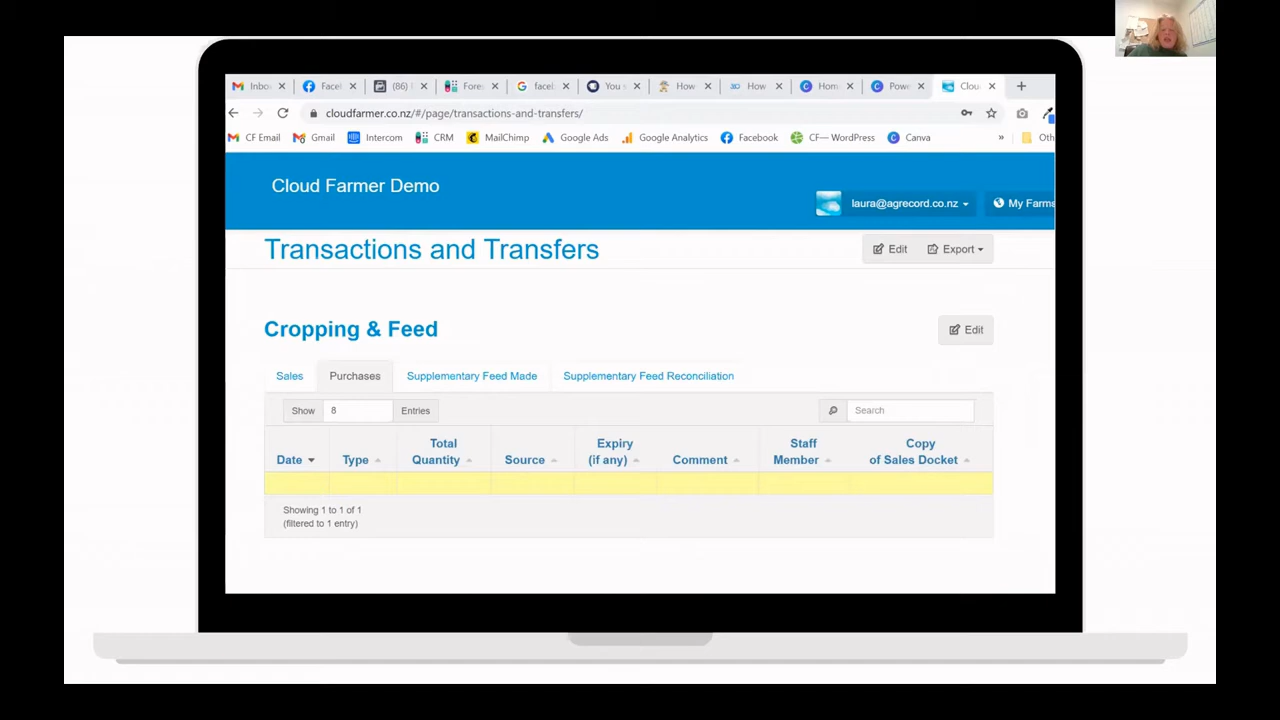 Inbo
Facel
(86)
Fores
facel
You s
How
How
Hom
Powe
Clou
cloudfarmer.co.nz/#/page/transactions-and-transfers/
CF Email
Gmail
Intercom
CRM
MailChimp
Google Ads
Google Analytics
Facebook
CF— WordPress
Canva
»
Oth
Cloud Farmer Demo
laura@agrecord.co.nz
My Farms
Transactions and Transfers
Edit
Export
Cropping & Feed
Edit
Sales
Purchases
Supplementary Feed Made
Supplementary Feed Reconciliation
Show
8
Entries
Search
Date
Type
Total
Quantity
Source
Expiry
(if any)
Comment
Staff
Member
Copy
of Sales Docket
Showing 1 to 1 of 1
(filtered to 1 entry)